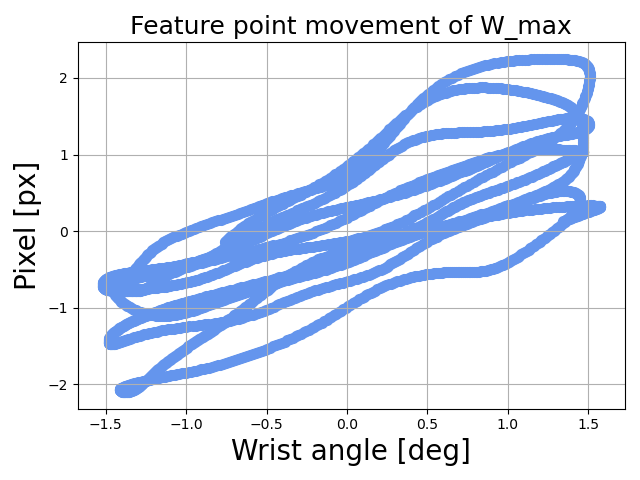 Feature point movement of W_max
Pixel [px]
2
1
0
−1
−2
−1.5 −1.0 −0.5 0.0 0.5 1.0 1.5
Wrist angle [deg]